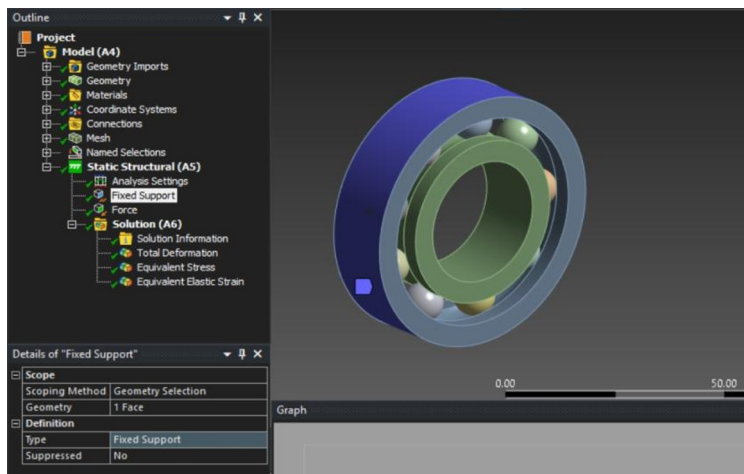 Outline
Project
Model (A4)
Geometry Imports
Geometry
Materials
Coordinate Systems
Connections
Mesh
Named Selections
Static Structural (A5)
Analysis Settings
Fixed Support
Force
Solution (A6)
Solution Information
Total Deformation
Equivalent Stress
Equivalent Elastic Strain
Details of "Fixed Support"
Scope
Scoping Method Geometry Selection
Geometry 1 Face
Definition
Type Fixed Support
Suppressed No
0.00 50.00
Graph